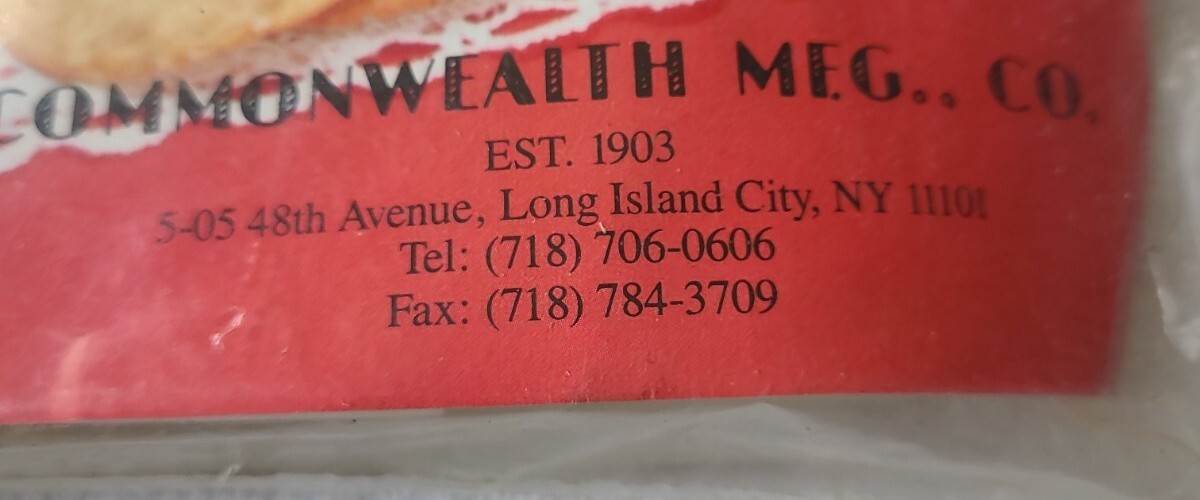 COMMONWEALTH MFG., CO.
EST. 1903
5-05 48th Avenue, Long Island City, NY 11101
Tel: (718) 706-0606
Fax: (718) 784-3709